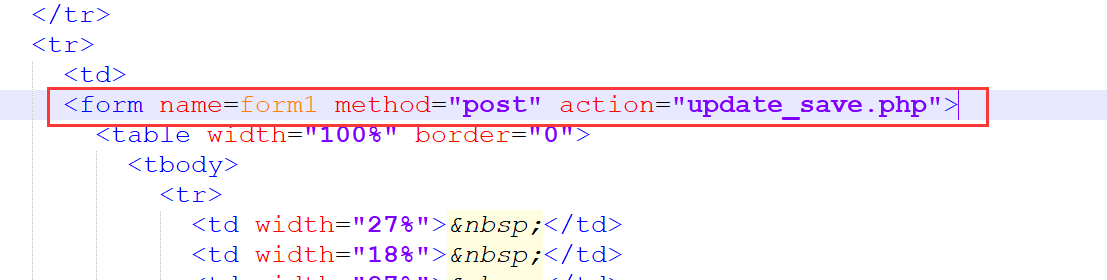 </tr>
<tr>
<td>
<form name=form1 method="post" action="update_save.php">
<table width="100%" border="0">
<tbody>
<tr>
<td width="27%">&nbsp;</td>
<td width="18%">&nbsp;</td>